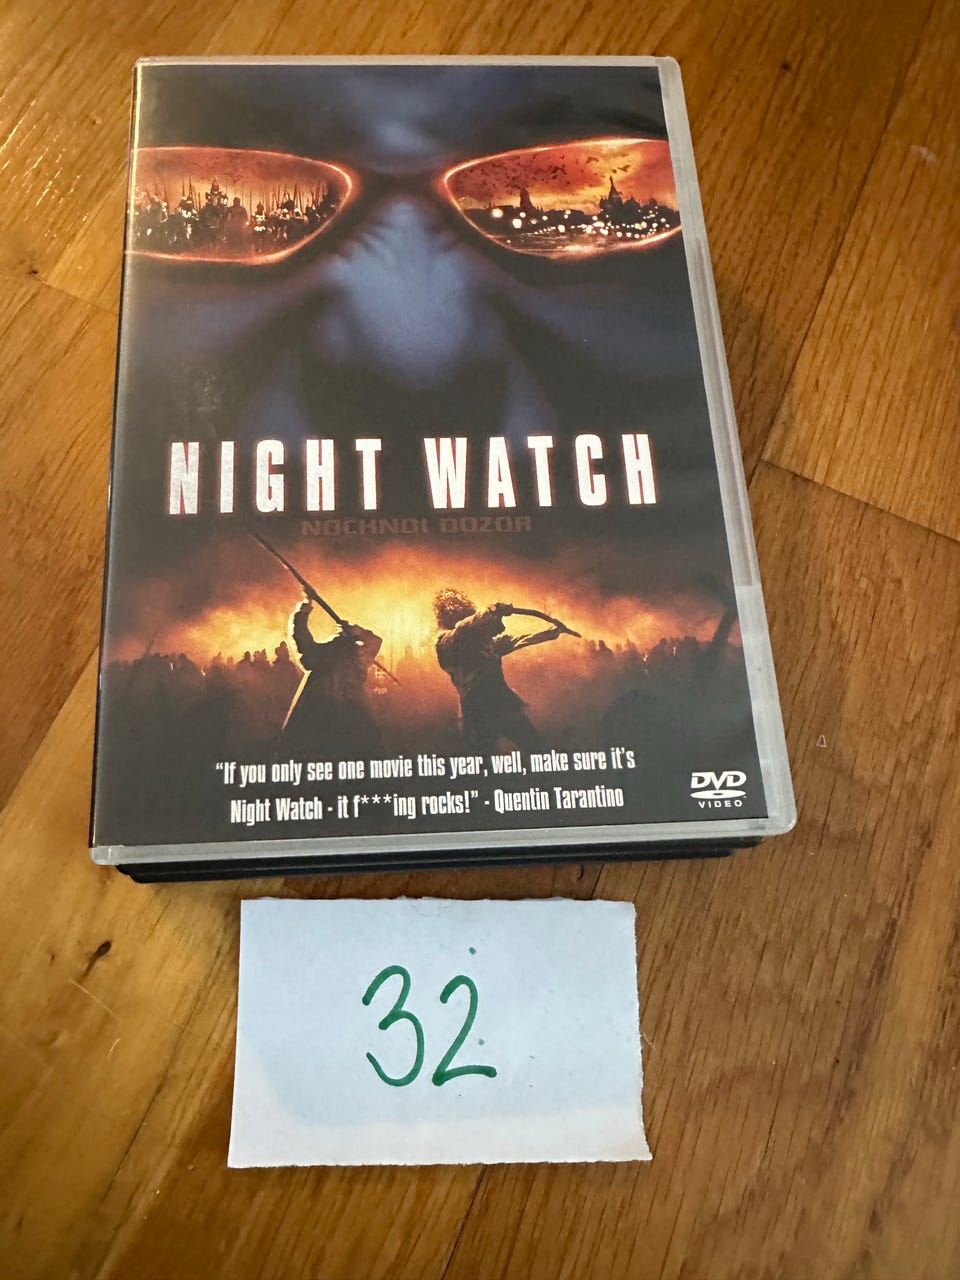 NIGHT WATCH
NOCHNOI DOZOR
"If you only see one movie this year, well, make sure it's
Night Watch - it f***ing rocks!" - Quentin Tarantino
DVD
VIDEO
32